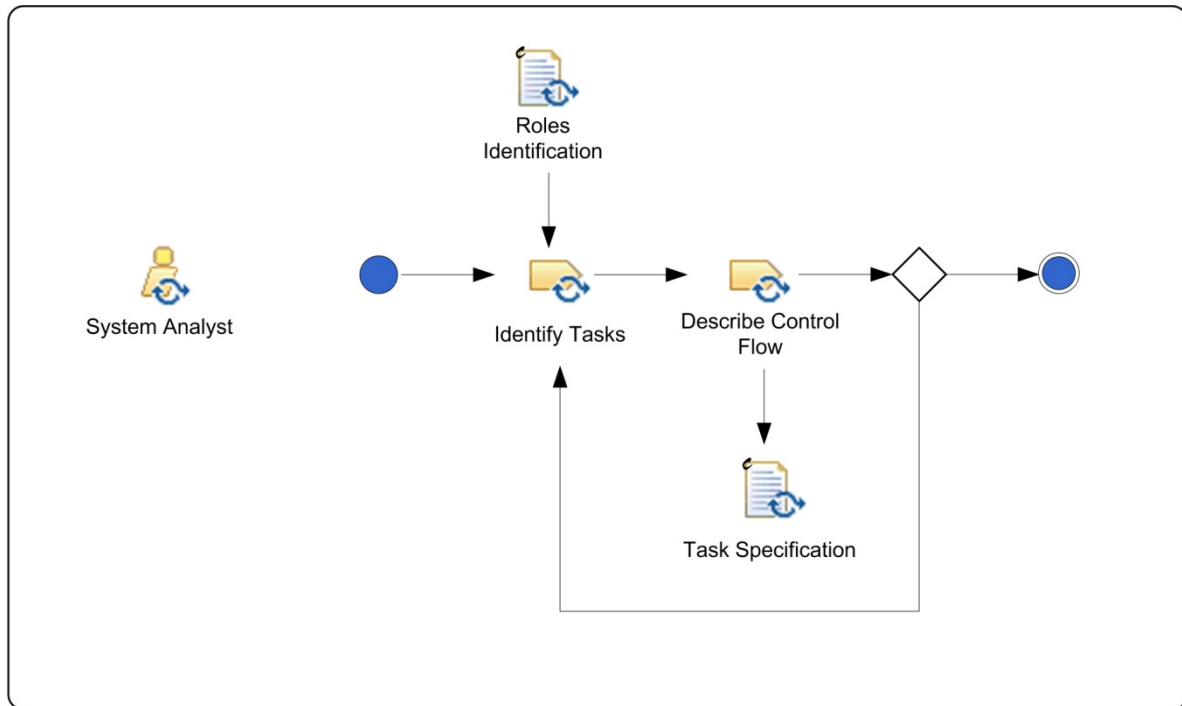 Roles
Identification
System Analyst
Identify Tasks
Describe Control
Flow
Task Specification